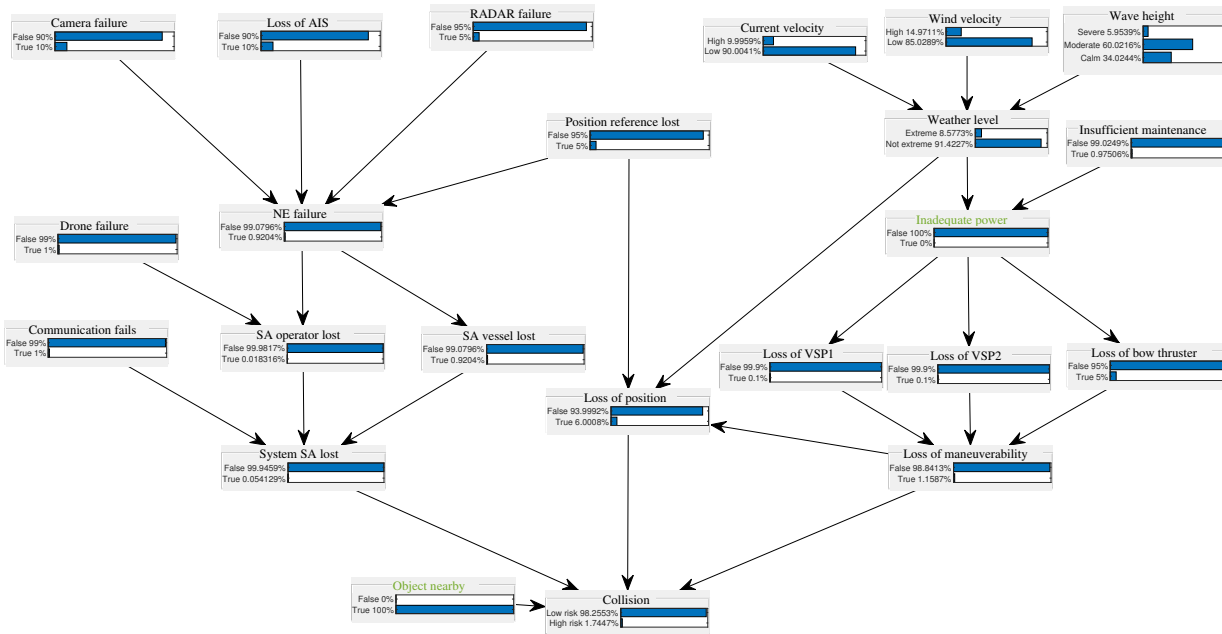 Camera failure
False 90%
True 10%
Loss of AIS
False 90%
True 10%
RADAR failure
False 95%
True 5%
Current velocity
High 9.9959%
Low 90.0041%
Wind velocity
High 14.9711%
Low 85.0289%
Wave height
Severe 5.9539%
Moderate 60.0216%
Calm 34.0244%
Position reference lost
False 95%
True 5%
Weather level
Extreme 8.5773%
Not extreme 91.4227%
Insufficient maintenance
False 99.0249%
True 0.97506%
Drone failure
False 99%
True 1%
NE failure
False 99.0796%
True 0.9204%
Inadequate power
False 100%
True 0%
Communication fails
False 99%
True 1%
SA operator lost
False 99.9817%
True 0.018316%
SA vessel lost
False 99.0796%
True 0.9204%
Loss of VSP1
False 99.9%
True 0.1%
Loss of VSP2
False 99.9%
True 0.1%
Loss of bow thruster
False 95%
True 5%
Loss of position
False 93.9992%
True 6.0008%
System SA lost
False 99.9459%
True 0.054129%
Loss of maneuverability
False 98.8413%
True 1.1587%
Object nearby
False 0%
True 100%
Collision
Low risk 98.2553%
High risk 1.7447%